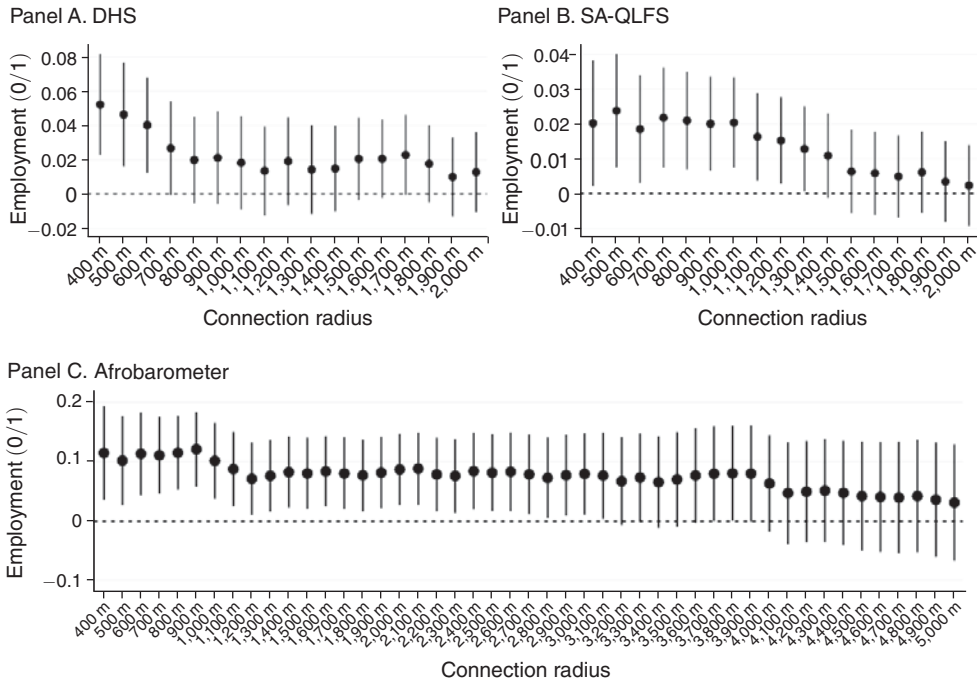 Panel A. DHS
Employment (0/1)
0.08
0.06
0.04
0.02
0
−0.02
400 m
500 m
600 m
700 m
800 m
900 m
1,000 m
1,100 m
1,200 m
1,300 m
1,400 m
1,500 m
1,600 m
1,700 m
1,800 m
1,900 m
2,000 m
Connection radius
Panel B. SA-QLFS
Employment (0/1)
0.04
0.03
0.02
0.01
0
−0.01
400 m
500 m
600 m
700 m
800 m
900 m
1,000 m
1,100 m
1,200 m
1,300 m
1,400 m
1,500 m
1,600 m
1,700 m
1,800 m
1,900 m
2,000 m
Connection radius
Panel C. Afrobarometer
Employment (0/1)
0.2
0.1
0
−0.1
400 m
500 m
600 m
700 m
800 m
900 m
1,000 m
1,100 m
1,200 m
1,300 m
1,400 m
1,500 m
1,600 m
1,700 m
1,800 m
1,900 m
2,000 m
2,100 m
2,200 m
2,300 m
2,400 m
2,500 m
2,600 m
2,700 m
2,800 m
2,900 m
3,000 m
3,100 m
3,200 m
3,300 m
3,400 m
3,500 m
3,600 m
3,700 m
3,800 m
3,900 m
4,000 m
4,100 m
4,200 m
4,300 m
4,400 m
4,500 m
4,600 m
4,700 m
4,800 m
4,900 m
5,000 m
Connection radius